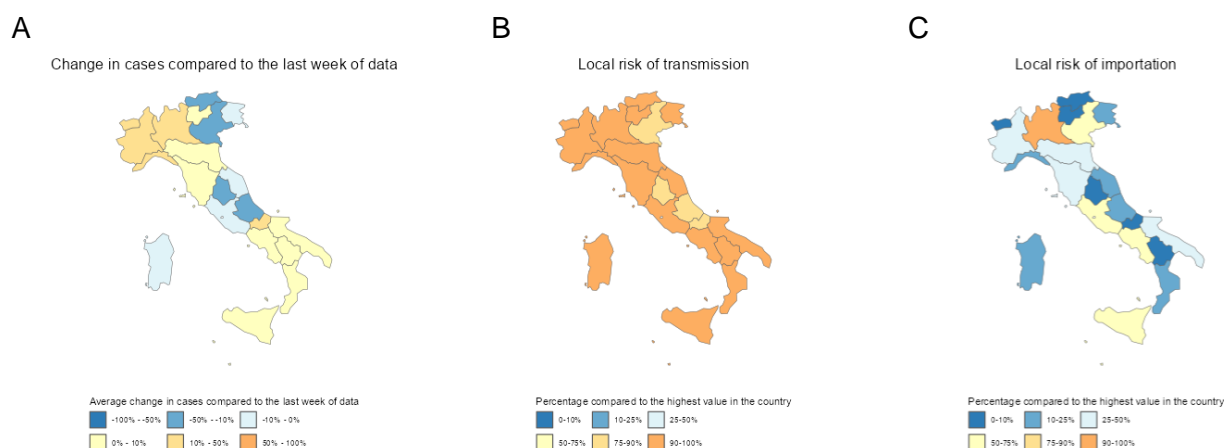 A
B
C
Change in cases compared to the last week of data
Local risk of transmission
Local risk of importation
Average change in cases compared to the last week of data
-100% - -50%
-50% - -10%
-10% - 0%
0% - 10%
10% - 50%
50% - 100%
Percentage compared to the highest value in the country
0-10%
10-25%
25-50%
50-75%
75-90%
90-100%
Percentage compared to the highest value in the country
0-10%
10-25%
25-50%
50-75%
75-90%
90-100%